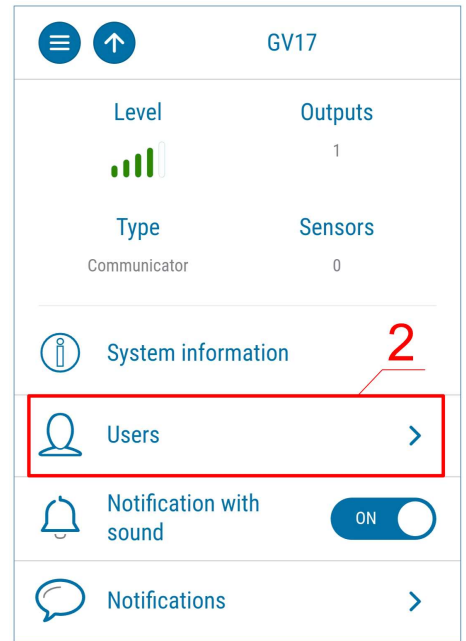 GV17
Level
Outputs
1
Type
Sensors
Communicator
0
System information
2
Users
Notification with
sound
ON
Notifications